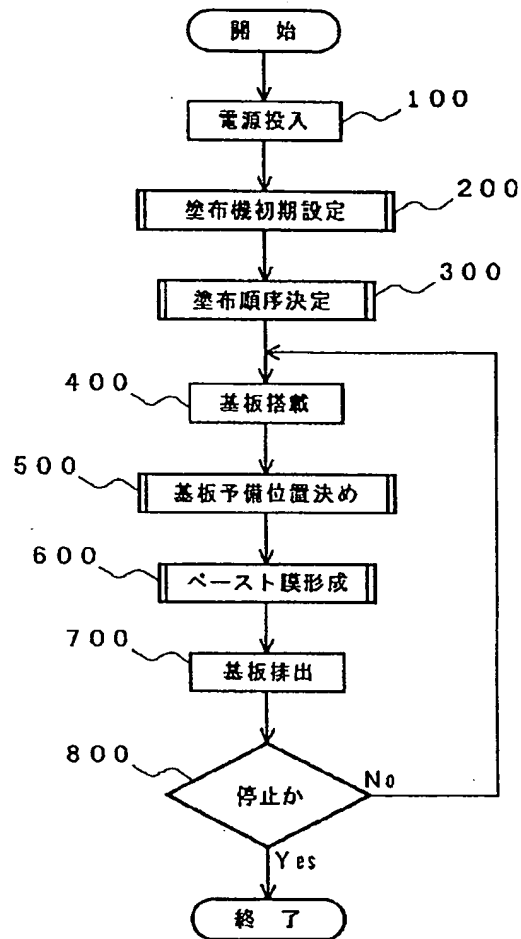 開 始
100
電源投入
200
塗布機初期設定
300
塗布順序決定
400
基板搭載
500
基板予備位置決め
600
ペースト膜形成
700
基板排出
800
停止か
No
Yes
終 了